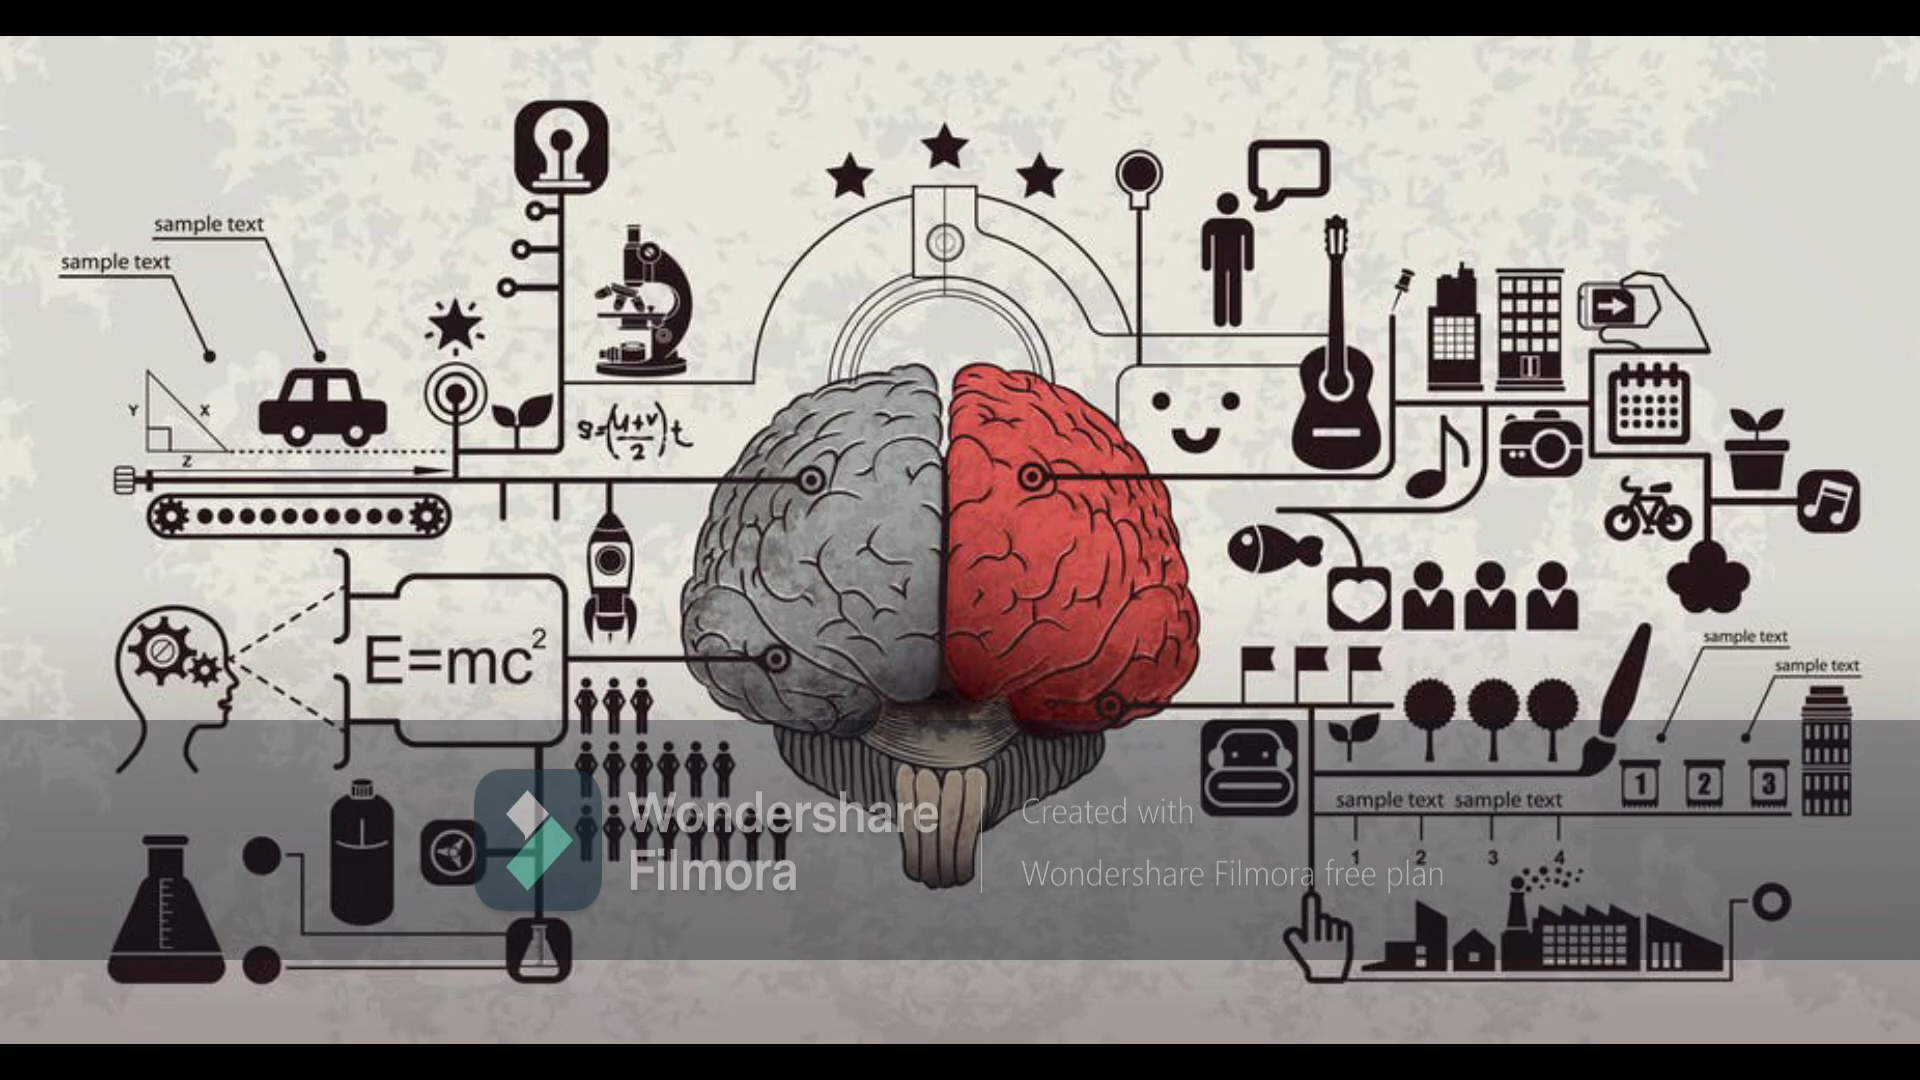 sample text
sample text
Y
X
Z
s=(u+v/2)t
E=mc²
sample text
sample text
1
2
3
sample text sample text
1 2 3 4
Wondershare
Filmora
Created with
Wondershare Filmora free plan